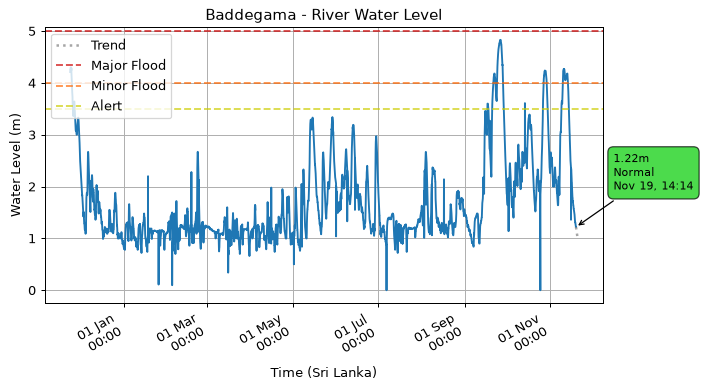 Baddegama - River Water Level
5
4
3
2
1
0
Water Level (m)
Trend
Major Flood
Minor Flood
Alert
1.22m
Normal
Nov 19, 14:14
01 Jan
00:00
01 Mar
00:00
01 May
00:00
01 Jul
00:00
01 Sep
00:00
01 Nov
00:00
Time (Sri Lanka)